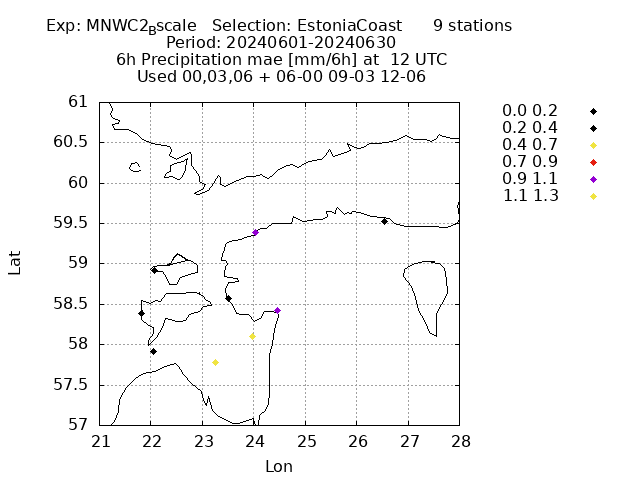 Exp: MNWC2_Bscale   Selection: EstoniaCoast      9 stations
Period: 20240601-20240630
6h Precipitation mae [mm/6h] at  12 UTC
Used 00,03,06 + 06-00 09-03 12-06
61
60.5
60
59.5
59
58.5
58
57.5
57
Lat
21 22 23 24 25 26 27 28
Lon
0.0 0.2
0.2 0.4
0.4 0.7
0.7 0.9
0.9 1.1
1.1 1.3